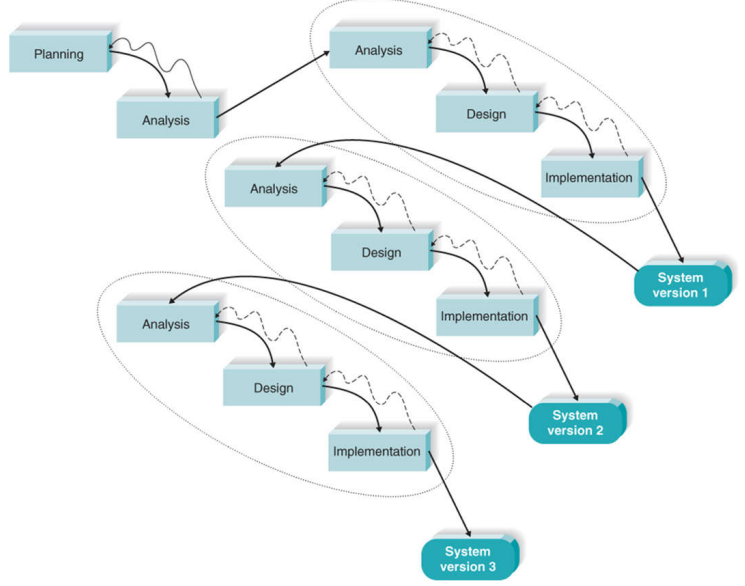 Planning
Analysis
Analysis
Design
Implementation
System
version 1
Analysis
Design
Implementation
System
version 2
Analysis
Design
Implementation
System
version 3